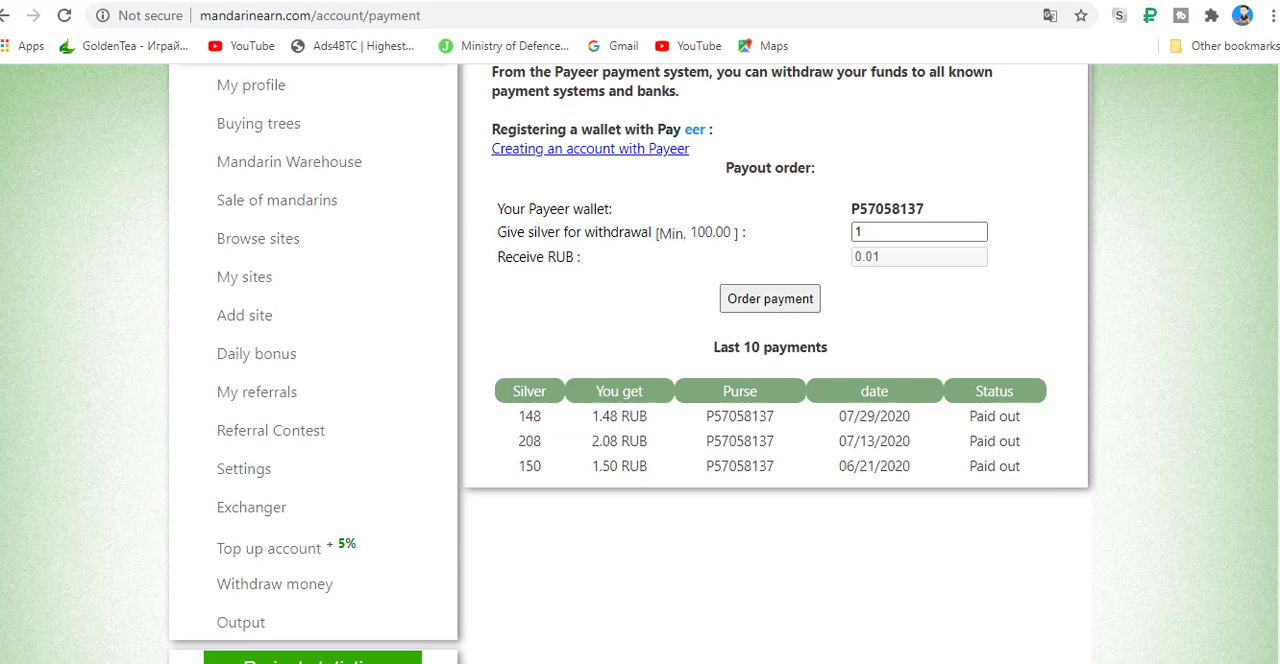 Not secure | mandarinearn.com/account/payment
Apps GoldenTea - Играй... YouTube Ads4BTC | Highest... Ministry of Defence... Gmail YouTube Maps Other bookmarks
My profile
Buying trees
Mandarin Warehouse
Sale of mandarins
Browse sites
My sites
Add site
Daily bonus
My referrals
Referral Contest
Settings
Exchanger
Top up account + 5%
Withdraw money
Output
From the Payeer payment system, you can withdraw your funds to all known
payment systems and banks.
Registering a wallet with Pay eer :
Creating an account with Payeer
Payout order:
Your Payeer wallet: P57058137
Give silver for withdrawal [Min. 100.00 ] : 1
Receive RUB : 0.01
Order payment
Last 10 payments
Silver You get Purse date Status
148 1.48 RUB P57058137 07/29/2020 Paid out
208 2.08 RUB P57058137 07/13/2020 Paid out
150 1.50 RUB P57058137 06/21/2020 Paid out